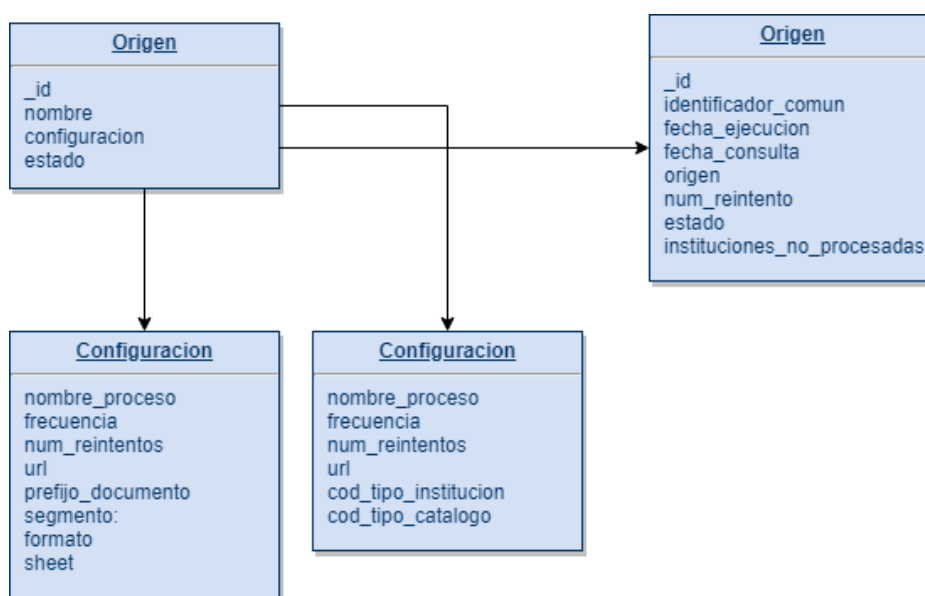 Origen
_id
nombre
configuracion
estado
Origen
_id
identificador_comun
fecha_ejecucion
fecha_consulta
origen
num_reintento
estado
instituciones_no_procesadas
Configuracion
nombre_proceso
frecuencia
num_reintentos
url
prefijo_documento
segmento:
formato
sheet
Configuracion
nombre_proceso
frecuencia
num_reintentos
url
cod_tipo_institucion
cod_tipo_catalogo